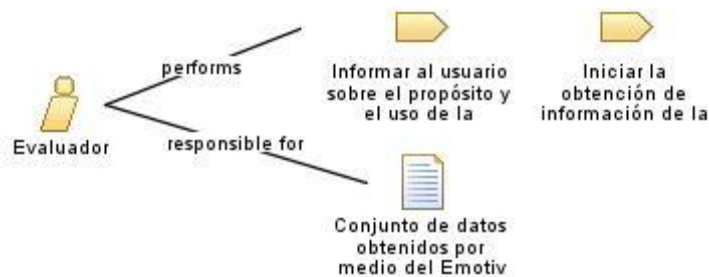 performs
Informar al usuario
sobre el propósito y
el uso de la
Iniciar la
obtención de
información de la
Evaluador
responsible for
Conjunto de datos
obtenidos por
medio del Emotiv